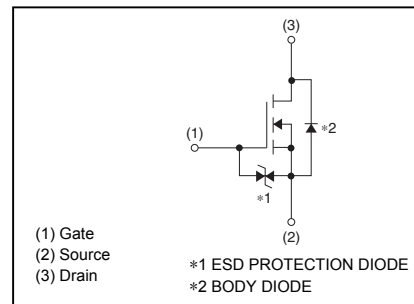 (3)
∗2
(1)
∗1
(2)
(1) Gate
(2) Source
(3) Drain
∗1 ESD PROTECTION DIODE
∗2 BODY DIODE